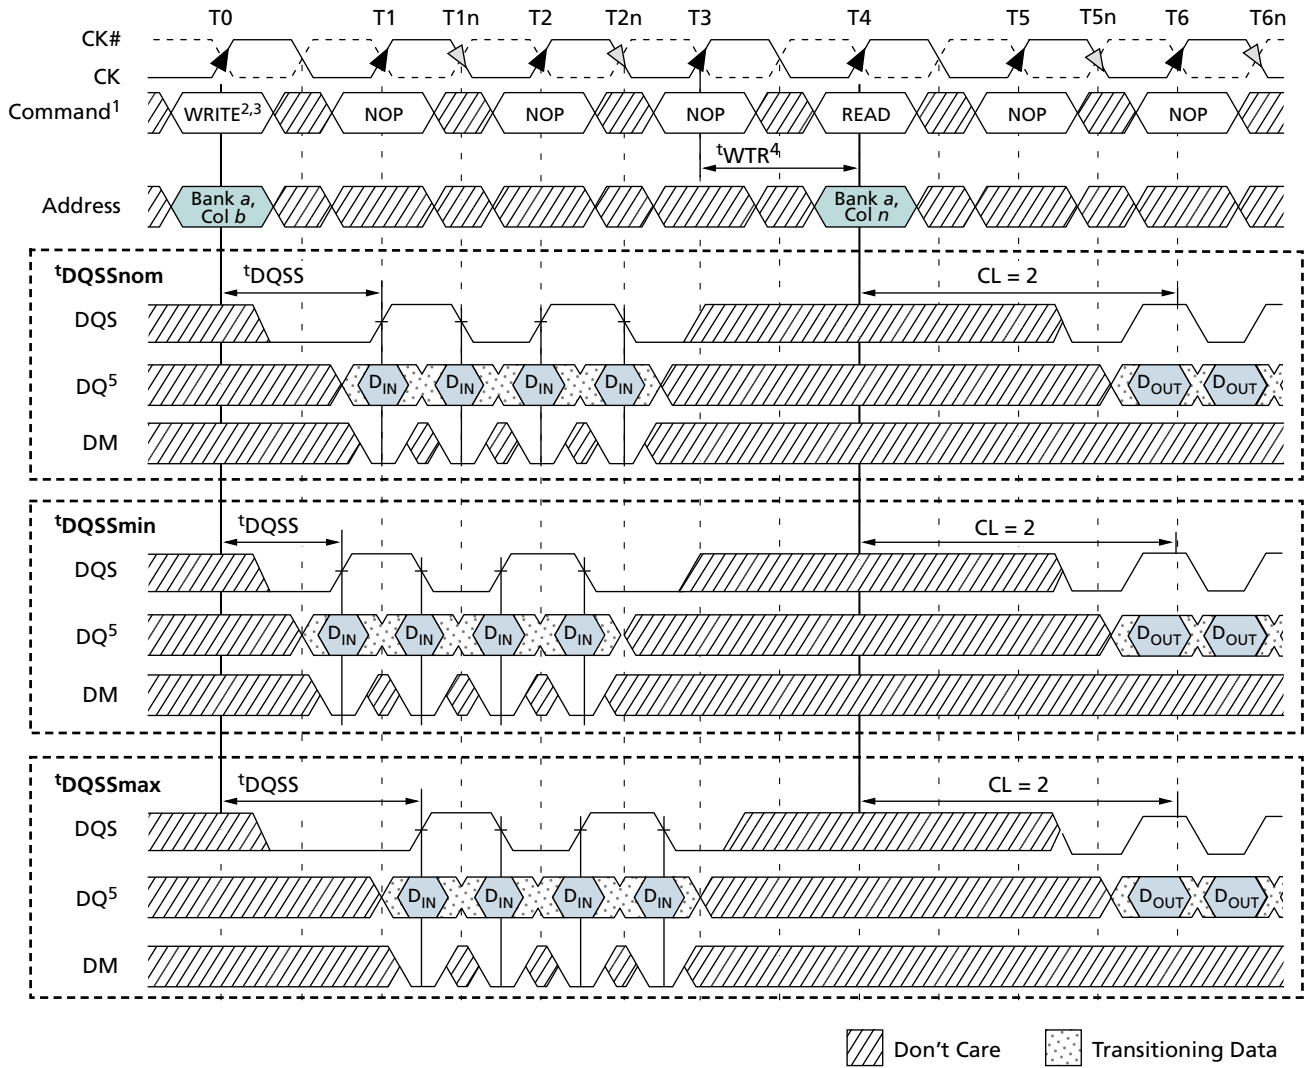 T0 T1 T1n T2 T2n T3 T4 T5 T5n T6 T6n
CK#
CK
Command1 WRITE2,3 NOP NOP NOP READ NOP NOP
tWTR4
Address Bank a, Col b Bank a, Col n
tDQSSnom tDQSS CL = 2
DQS
DQ5 DIN DIN DIN DIN DOUT DOUT
DM
tDQSSmin tDQSS CL = 2
DQS
DQ5 DIN DIN DIN DIN DOUT DOUT
DM
tDQSSmax tDQSS CL = 2
DQS
DQ5 DIN DIN DIN DIN DOUT DOUT
DM
Don't Care Transitioning Data